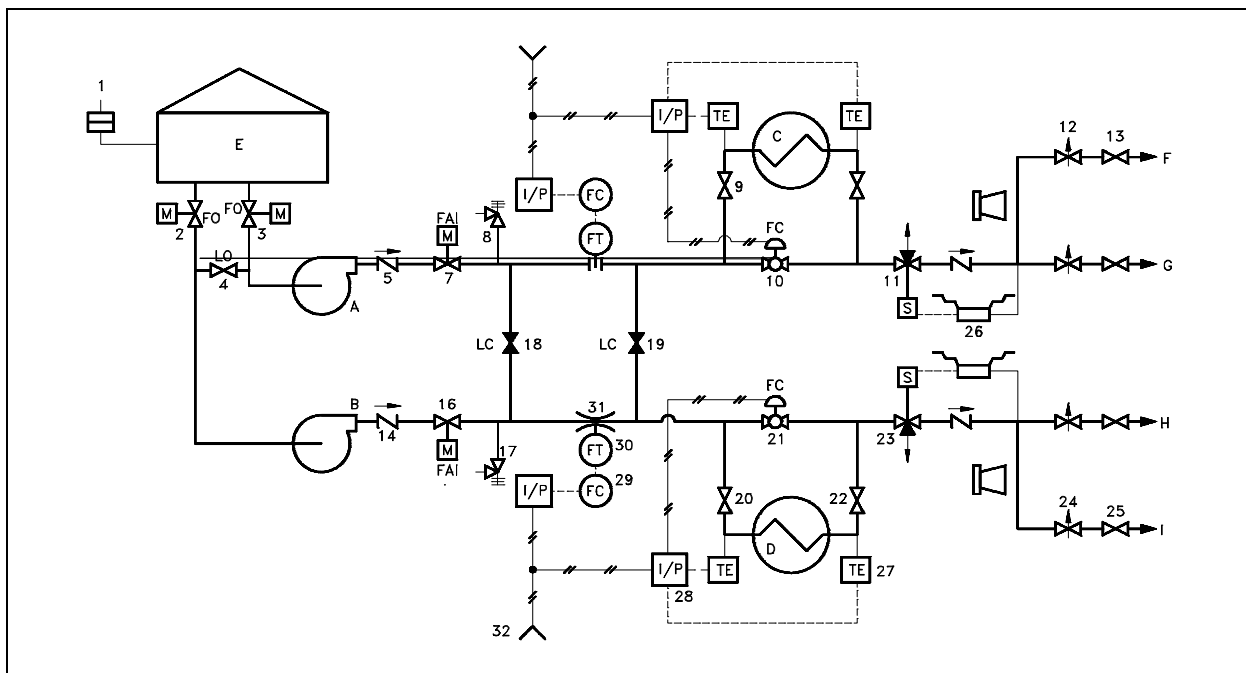 1
E
12
13
I/P
TE
C
TE
F
9
I/P
FC
M
FO
FO
M
2
3
FAI
M
8
FT
FC
LO
4
5
7
10
11
G
A
S
26
LC
18
LC
19
S
B
16
31
FC
14
M
FAI
17
FT
30
21
23
H
I/P
FC
29
20
22
24
25
I
D
I/P
28
TE
TE
27
32